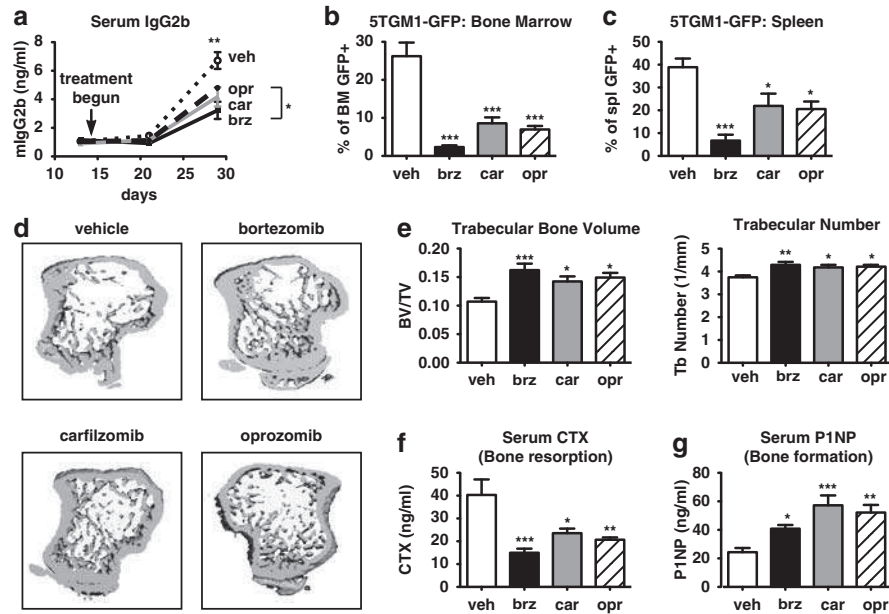 a
Serum IgG2b
mIgG2b (ng/ml)
8
6
4
2
0
treatment
begun
**
veh
opr
car
brz
*
10 15 20 25 30
days
b
5TGM1-GFP: Bone Marrow
% of BM GFP+
30
20
10
0
***
***
***
veh brz car opr
c
5TGM1-GFP: Spleen
% of spl GFP+
50
40
30
20
10
0
***
*
*
veh brz car opr
d
vehicle
bortezomib
carfilzomib
oprozomib
e
Trabecular Bone Volume
BV/TV
0.20
0.15
0.10
0.05
0.00
***
*
*
veh brz car opr
Trabecular Number
Tb Number (1/mm)
5
4
3
2
1
0
**
*
*
veh brz car opr
f
Serum CTX
(Bone resorption)
CTX (ng/ml)
50
40
30
20
10
0
***
*
**
veh brz car opr
g
Serum P1NP
(Bone formation)
P1NP (ng/ml)
80
60
40
20
0
*
***
**
veh brz car opr